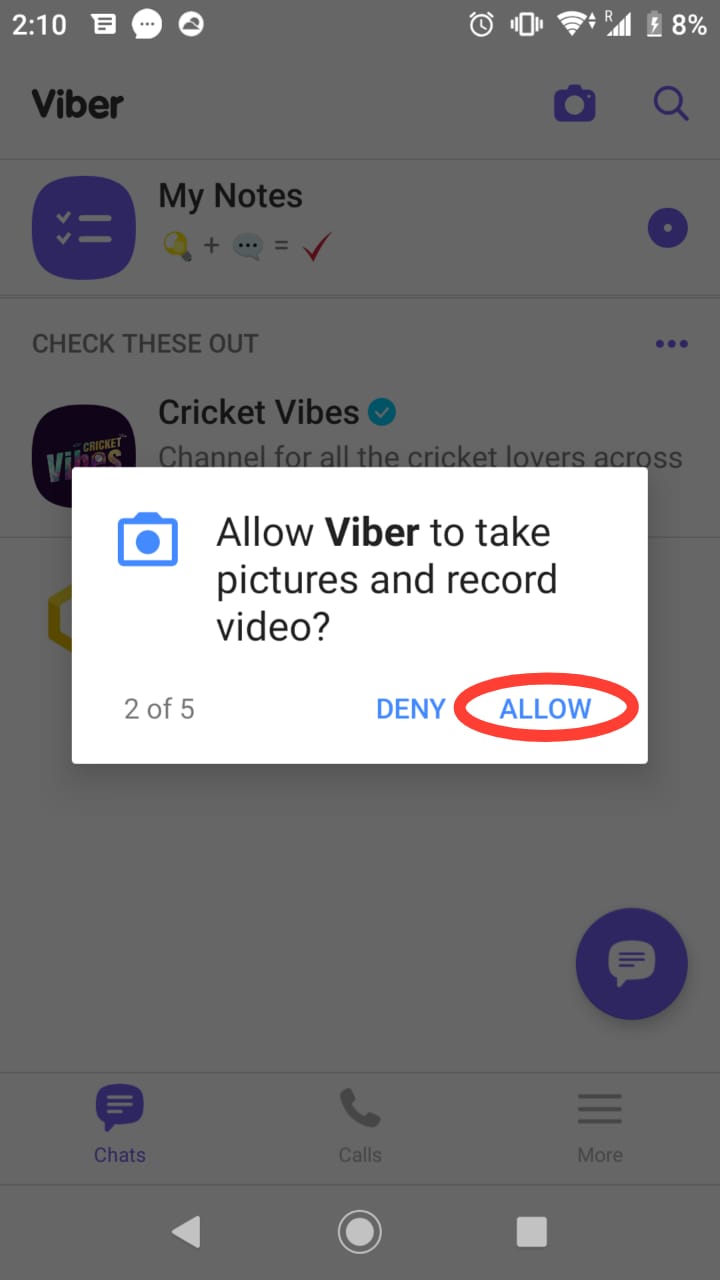 2:10
R
8%
Viber
My Notes
+ =
CHECK THESE OUT
Cricket Vibes
CRICKET
Vibes
Channel for all the cricket lovers across
Allow Viber to take
pictures and record
video?
2 of 5 DENY ALLOW
Chats Calls More